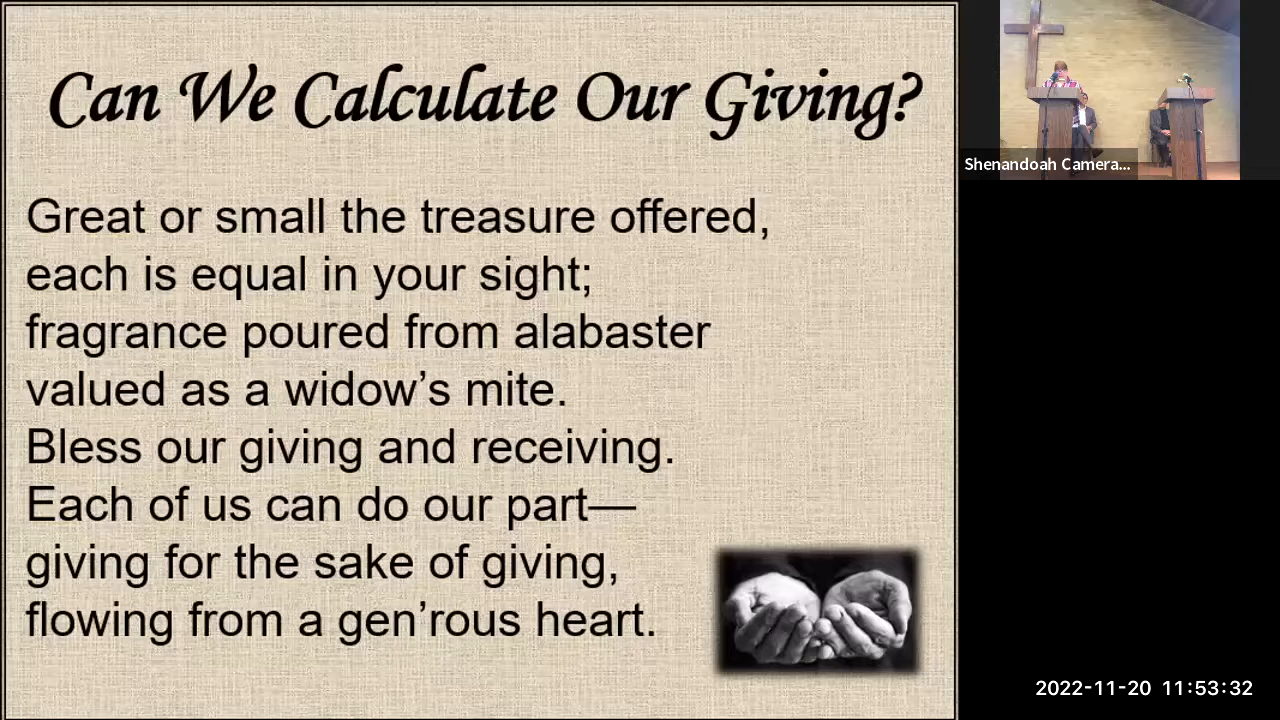 Can We Calculate Our Giving?
Great or small the treasure offered,
each is equal in your sight;
fragrance poured from alabaster
valued as a widow’s mite.
Bless our giving and receiving.
Each of us can do our part—
giving for the sake of giving,
flowing from a gen’rous heart.
Shenandoah Camera...
2022-11-20 11:53:32